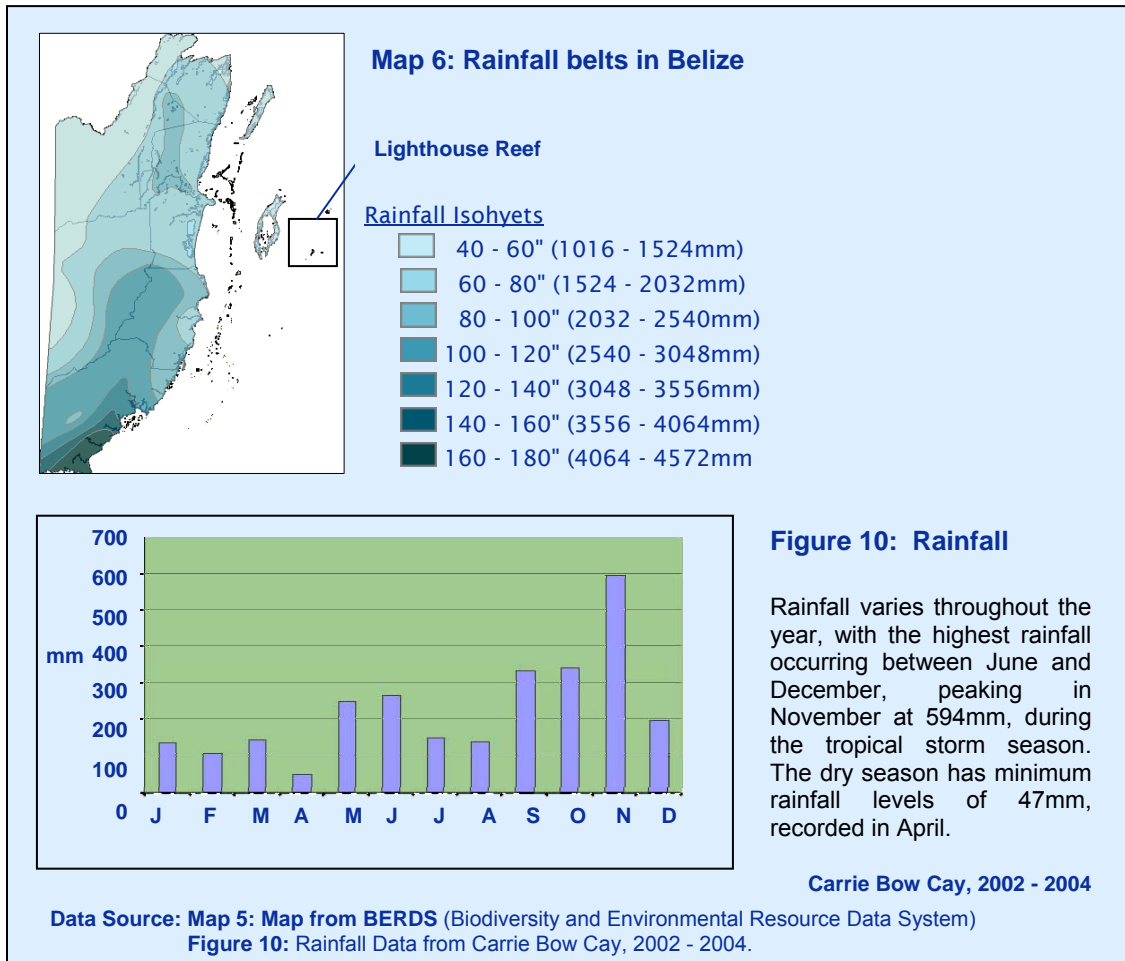 Map 6: Rainfall belts in Belize
Lighthouse Reef
Rainfall Isohyets
40 - 60" (1016 - 1524mm)
60 - 80" (1524 - 2032mm)
80 - 100" (2032 - 2540mm)
100 - 120" (2540 - 3048mm)
120 - 140" (3048 - 3556mm)
140 - 160" (3556 - 4064mm)
160 - 180" (4064 - 4572mm
700
600
500
mm 400
300
200
100
0
J F M A M J J A S O N D
Figure 10: Rainfall
Rainfall varies throughout the
year, with the highest rainfall
occurring between June and
December, peaking in
November at 594mm, during
the tropical storm season.
The dry season has minimum
rainfall levels of 47mm,
recorded in April.
Carrie Bow Cay, 2002 - 2004
Data Source: Map 5: Map from BERDS (Biodiversity and Environmental Resource Data System)
Figure 10: Rainfall Data from Carrie Bow Cay, 2002 - 2004.